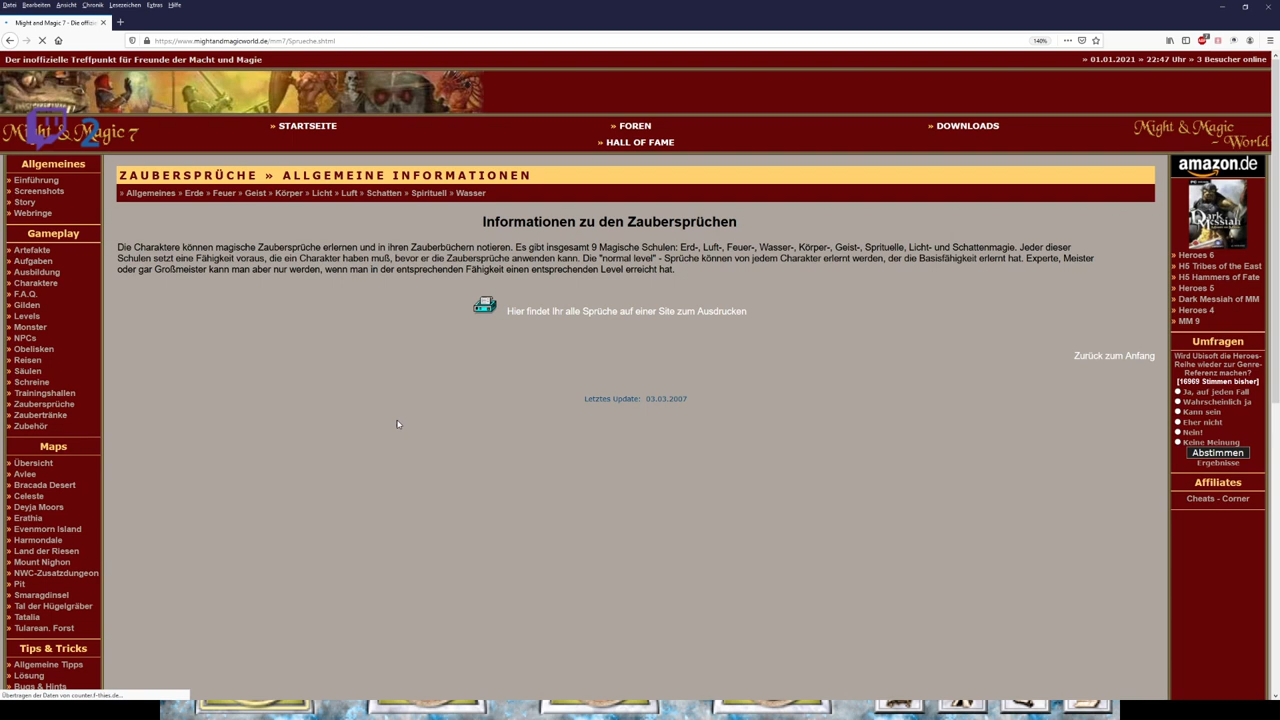 Datei Bearbeiten Ansicht Chronik Lesezeichen Extras Hilfe
Might and Magic 7 - Die offizie
https://www.mightandmagicworld.de/mm7/Sprueche.shtml
140%
Der inoffizielle Treffpunkt für Freunde der Macht und Magie
» 01.01.2021 » 22:47 Uhr » 3 Besucher online
Might & Magic 7
2
» STARTSEITE
» FOREN
» DOWNLOADS
» HALL OF FAME
Might & Magic
- World
Allgemeines
» Einführung
» Screenshots
» Story
» Webringe
Gameplay
» Artefakte
» Aufgaben
» Ausbildung
» Charaktere
» F.A.Q.
» Gilden
» Levels
» Monster
» NPCs
» Obelisken
» Reisen
» Säulen
» Schreine
» Trainingshallen
» Zaubersprüche
» Zaubertränke
» Zubehör
Maps
» Übersicht
» Avlee
» Bracada Desert
» Celeste
» Deyja Moors
» Erathia
» Evenmorn Island
» Harmondale
» Land der Riesen
» Mount Nighon
» NWC-Zusatzdungeon
» Pit
» Smaragdinsel
» Tal der Hügelgräber
» Tatalia
» Tularean. Forst
Tips & Tricks
» Allgemeine Tipps
» Lösung
» Bugs & Hints
Übertragen der Daten von counter.f-thies.de...
ZAUBERSPRÜCHE » ALLGEMEINE INFORMATIONEN
» Allgemeines » Erde » Feuer » Geist » Körper » Licht » Luft » Schatten » Spirituell » Wasser
Informationen zu den Zaubersprüchen
Die Charaktere können magische Zaubersprüche erlernen und in ihren Zauberbüchern notieren. Es gibt insgesamt 9 Magische Schulen: Erd-, Luft-, Feuer-, Wasser-, Körper-, Geist-, Sprituelle, Licht- und Schattenmagie. Jeder dieser
Schulen setzt eine Fähigkeit voraus, die ein Charakter haben muß, bevor er die Zaubersprüche anwenden kann. Die "normal level" - Sprüche können von jedem Charakter erlernt werden, der die Basisfähigkeit erlernt hat. Experte, Meister
oder gar Großmeister kann man aber nur werden, wenn man in der entsprechenden Fähigkeit einen entsprechenden Level erreicht hat.
Hier findet Ihr alle Sprüche auf einer Site zum Ausdrucken
Zurück zum Anfang
Letztes Update: 03.03.2007
amazon.de
Dark
Messiah
» Heroes 6
» H5 Tribes of the East
» H5 Hammers of Fate
» Heroes 5
» Dark Messiah of MM
» Heroes 4
» MM 9
Umfragen
Wird Ubisoft die Heroes-
Reihe wieder zur Genre-
Referenz machen?
[16969 Stimmen bisher]
Ja, auf jeden Fall
Wahrscheinlich ja
Kann sein
Eher nicht
Nein!
Keine Meinung
Abstimmen
Ergebnisse
Affiliates
Cheats - Corner